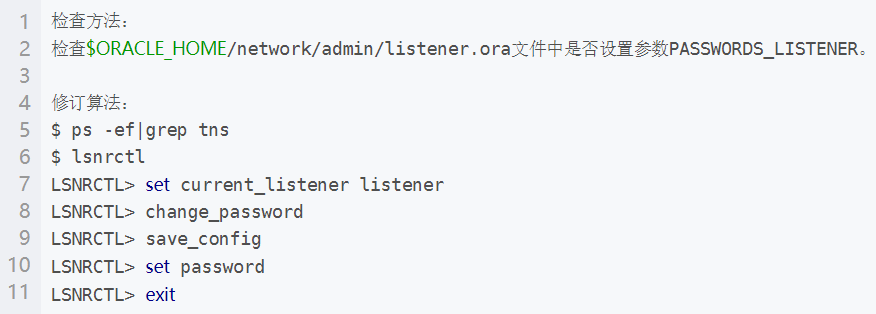 1 检查方法：
2 检查$ORACLE_HOME/network/admin/listener.ora文件中是否设置参数PASSWORDS_LISTENER。
3
4 修订算法：
5 $ ps -ef|grep tns
6 $ lsnrctl
7 LSNRCTL> set current_listener listener
8 LSNRCTL> change_password
9 LSNRCTL> save_config
10 LSNRCTL> set password
11 LSNRCTL> exit